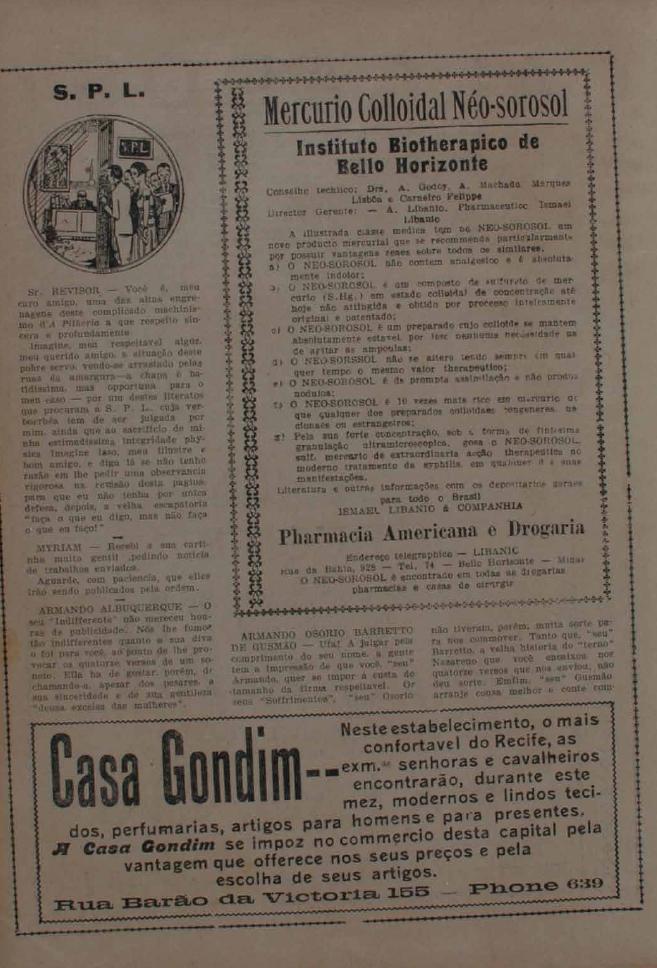 S. P. L.
S.P.L.
Sr. REVISOR — Você é, meu
caro amigo, uma das altas engre-
nagens deste complicado machinis-
mo d'A Pilheria a que respeito sin-
cera e profundamente.
Imagine, meu respeitavel algoz,
meu querido amigo, a situação deste
pobre servo, vendo-se arrastado pelas
ruas da amargura—a chapa é ba-
tidissima, mas opportuna para o
meu caso — por um destes literatos
que procuram a S. P. L. cuja ver-
borrhéa tem de ser julgada por
mim, ainda que ao sacrificio de mi-
nha estimadissima integridade phy-
sica Imagine isso, meu illustre e
bom amigo, e diga lá se não tenho
razão em lhe pedir uma observancia
rigorosa na revisão desta pagina,
para que eu não tenha por unica
defesa, depois, a velha escapatoria
"faça o que eu digo, mas não faça
o que eu faço!"
MYRIAM — Recebi a sua carti-
nha muito gentil ,pedindo noticia
de trabalhos enviados.
Aguarde, com paciencia, que elles
irão sendo publicados pela ordem.
ARMANDO ALBUQUERQUE — O
seu "Indifferente" não mereceu hon-
ras de publicidade. Nós lhe fomos
tão indifferentes quanto a sua diva
o foi para você, ao ponto de lhe pro-
vocar os quatorze versos de um so-
neto. Ella ha de gostar, porém, de
chamando-a, apezar dos pesares, a
sua sinceridade e de sua gentileza
"deusa excelsa das mulheres".
Mercurio Colloidal Néo-sorosol
Instituto Biotherapico de
Bello Horizonte
Conselho technico: Drs. A. Godoy, A. Machado Marques
Lisbôa e Carneiro Felippe
Director Gerente: — A. Libanio. Pharmaceutico Ismael
Libanio
A illustrada classe medica tem no NEO-SOROSOL um
novo producto mercurial que se recommenda particularmente
por possuir vantagens reaes sobre todos os similares.
a) O NEO-SOROSOL não contem analgesico e é absoluta-
mente indolor;
b) O NEO-SOROSOL é um composto de sulfureto de mer
curio (S.Hg.) em estado colloidal de concentração até
hoje não attingida e obtido por processo inteiramente
original e patenteado;
c) O NEO-SOROSOL é um preparado cujo colloide se mantem
absolutamente estavel por isso nenhuma necessidade ha
de agitar as ampoulas;
d) O NEO-SOROSOL não se altera tendo sempre em qual
quer tempo o mesmo valor therapeutico;
e) O NEO-SOROSOL é de prompta assimilação e não produz
nodulos;
f) O NEO-SOROSOL é 10 vezes mais rico em mercurio do
que qualquer dos preparados colloidaes congeneres, na
cionaes ou estrangeiros;
g) Pela sua forte concentração, sob a forma de finissima
granulação ultramicroscopica, gosa o NEO-SOROSOL,
sulf. mercurio de extraordinaria acção therapeutica no
moderno tratamento da syphilis, em qualquer de suas
manifestações.
Literatura e outras informações com os depositarios geraes
para todo o Brasil
ISMAEL LIBANIO & COMPANHIA
Pharmacia Americana e Drogaria
Endereço telegraphico — LIBANIO
Rua da Bahia, 928 — Tel. 74 — Bello Horisonte — Minas
O NEO-SOROSOL é encontrado em todas as drogarias
pharmacias e casas de cirurgia
ARMANDO OSORIO BARRETTO
DE GUSMÃO — Ufa! A julgar pelo
comprimento do seu nome, a gente
tem a impressão de que você, "seu"
Armando, quer se impôr á custa do
tamanho da firma respeitavel. Os
seus "Soffrimentos", "seu" Osorio
não tiveram, porém, muita sorte pa-
ra nos commover. Tanto que, "seu"
Barretto, a velha historia do "terno"
Nazareno que você encaixou nos
quatorze versos que nos enviou, não
deu sorte. Emfim, "seu" Gusmão
arranje cousa melhor e conte com-
Casa Gondim--
Neste estabelecimento, o mais
confortavel do Recife, as
exm.as senhoras e cavalheiros
encontrarão, durante este
mez, modernos e lindos teci-
dos, perfumarias, artigos para homens e para presentes.
A Casa Gondim se impoz no commercio desta capital pela
vantagem que offerece nos seus preços e pela
escolha de seus artigos.
Rua Barão da Victoria 155 — Phone 639